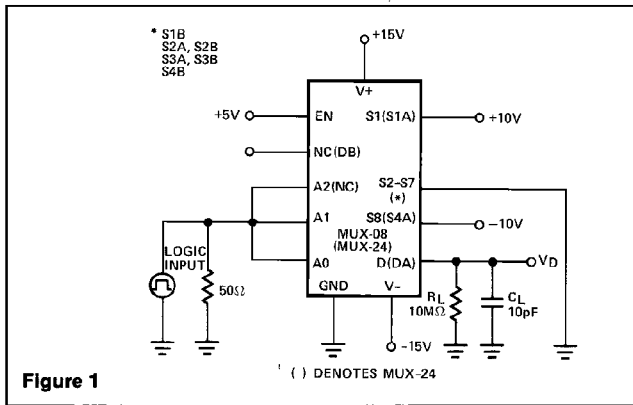 * S1B
S2A, S2B
S3A, S3B
S4B
+15V
V+
+5V
EN
S1(S1A)
+10V
NC(DB)
A2(NC)
S2–S7
(*)
A1
S8(S4A)
−10V
MUX-08
(MUX-24)
LOGIC
INPUT
A0
D(DA)
VD
50Ω
GND
V−
RL
10MΩ
CL
10pF
−15V
( ) DENOTES MUX-24
Figure 1